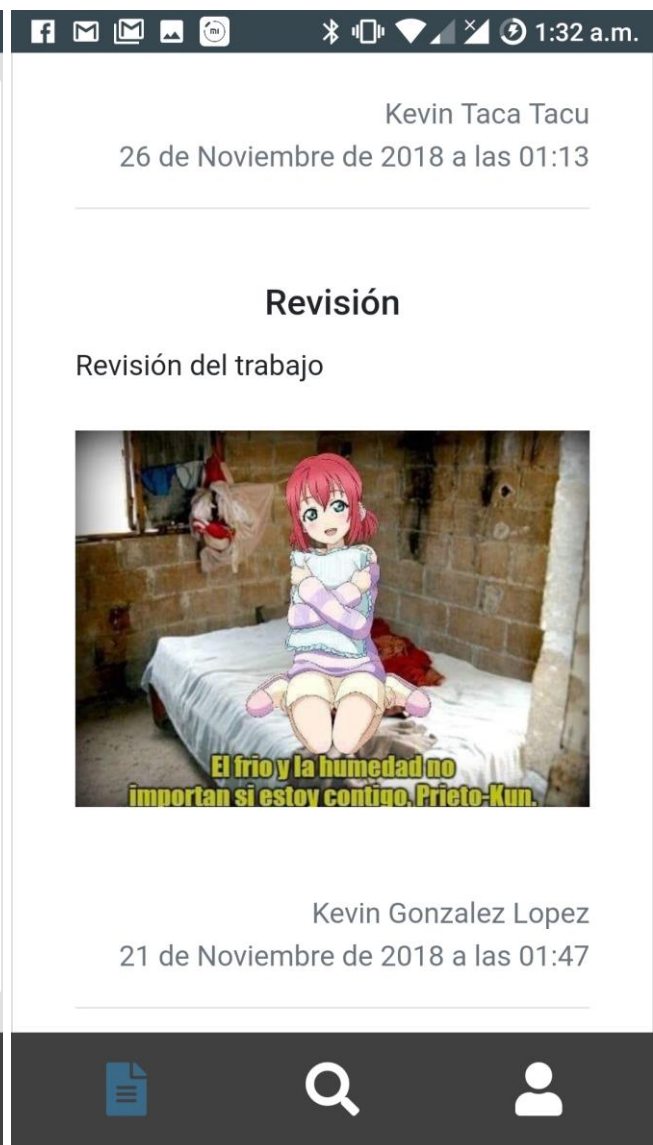 1:32 a.m.
Kevin Taca Tacu
26 de Noviembre de 2018 a las 01:13
Revisión
Revisión del trabajo
El frio y la humedad no
importan si estoy contigo, Prieto-Kun.
Kevin Gonzalez Lopez
21 de Noviembre de 2018 a las 01:47